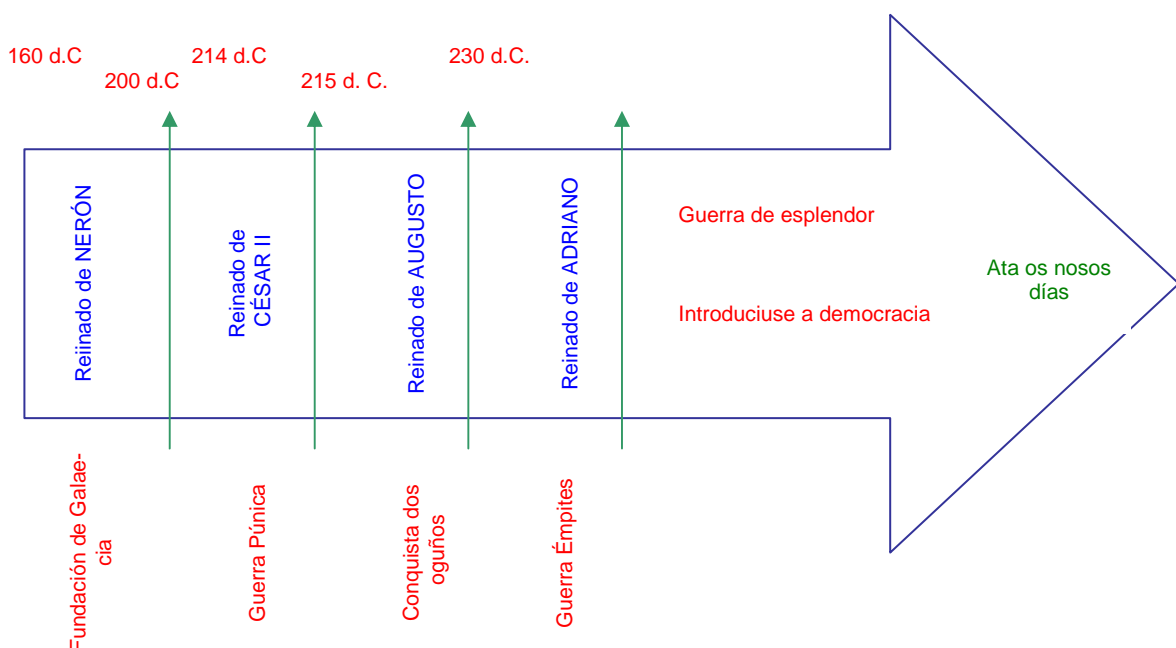 160 d.C
200 d.C
214 d.C
215 d. C.
230 d.C.
Reiinado de NERÓN
Reinado de
CÉSAR II
Reinado de AUGUSTO
Reinado de ADRIANO
Guerra de esplendor
Introduciuse a democracia
Ata os nosos
días
Fundación de Galae-
cia
Guerra Púnica
Conquista dos
oguños
Guerra Émpites